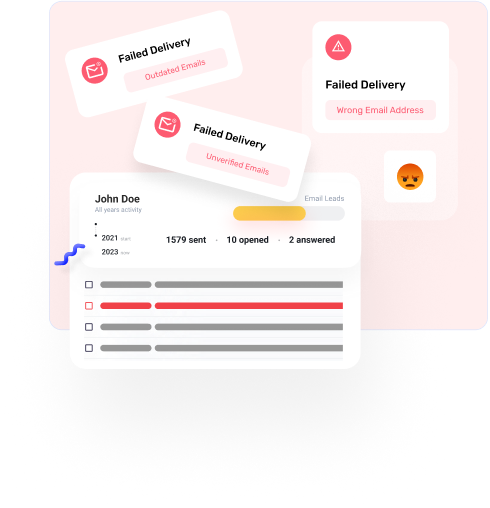 Failed Delivery
Outdated Emails
Failed Delivery
Wrong Email Address
Failed Delivery
Unverified Emails
John Doe
All years activity
Email Leads
2021 start
2023 now
1579 sent · 10 opened · 2 answered